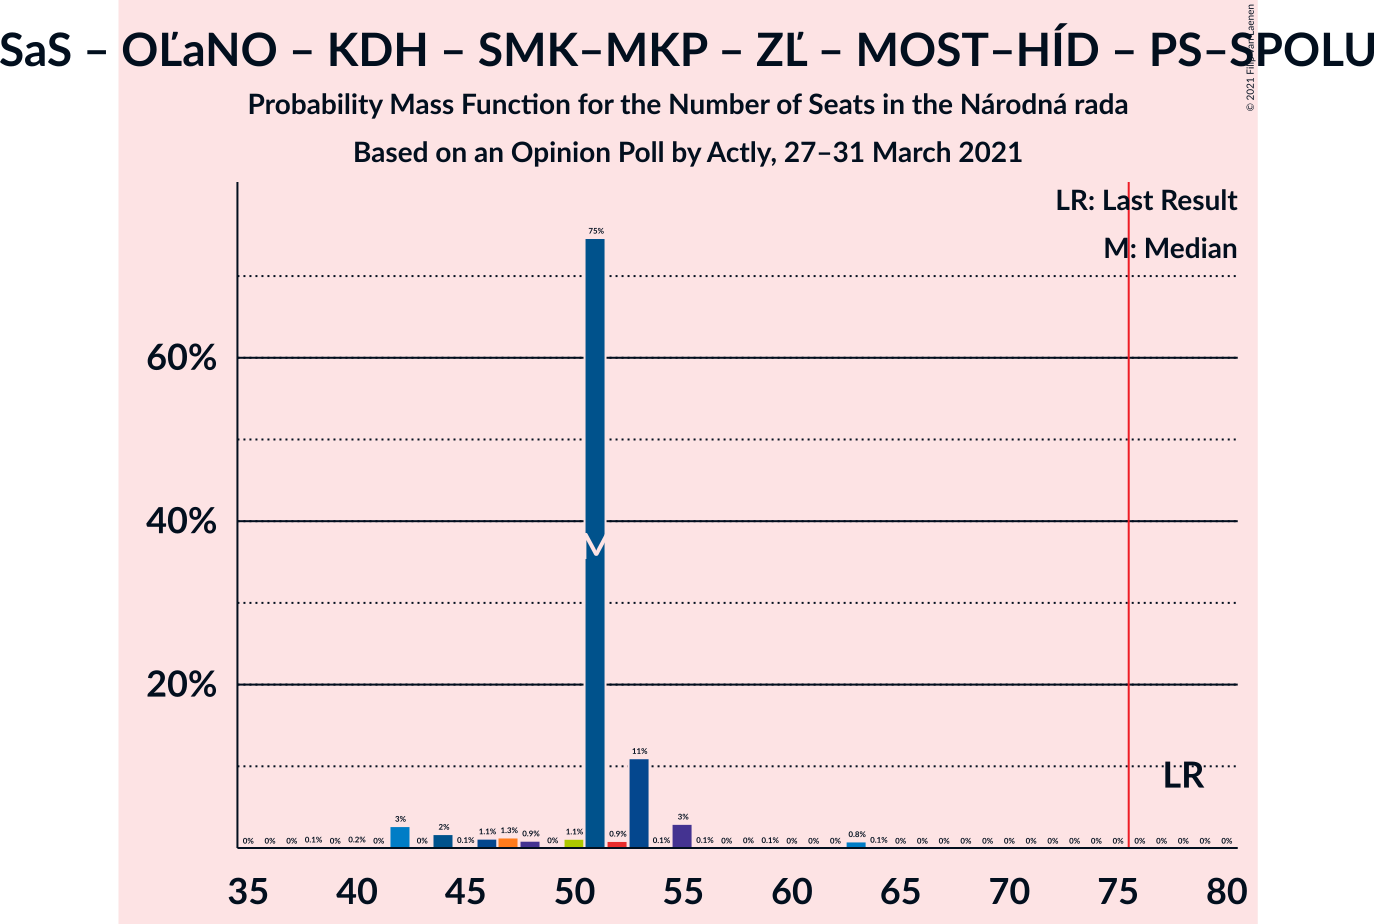 SaS – OĽaNO – KDH – SMK–MKP – ZĽ – MOST–HÍD – PS–SPOLU
© 2021 Filip van Laenen
Probability Mass Function for the Number of Seats in the Národná rada
Based on an Opinion Poll by Actly, 27–31 March 2021
LR: Last Result
M: Median
75%
60%
40%
20%
11%
LR
0% 0% 0% 0.1% 0% 0.2% 0% 3% 0% 2% 0.1% 1.1% 1.3% 0.9% 0% 1.1% 0.9% 0.1% 3% 0.1% 0% 0% 0.1% 0% 0% 0% 0.8% 0.1% 0% 0% 0% 0% 0% 0% 0% 0% 0% 0% 0% 0% 0% 0% 0% 0%
M
35 40 45 50 55 60 65 70 75 80